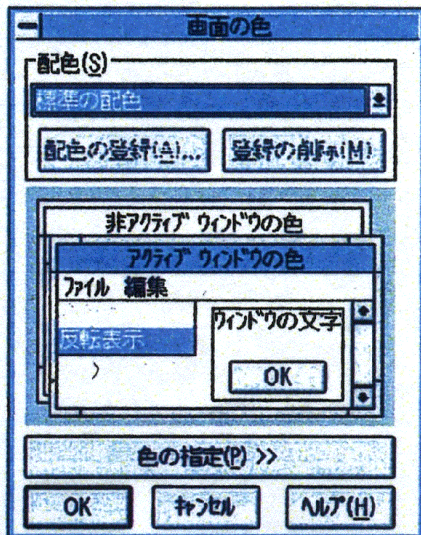 画面の色
配色(S)
標準の配色
配色の登録(A)... 登録の削除(M)
非アクティブ ウィンドウの色
アクティブ ウィンドウの色
ファイル 編集
ウィンドウの文字
反転表示
OK
色の指定(P) >>
OK キャンセル ヘルプ(H)